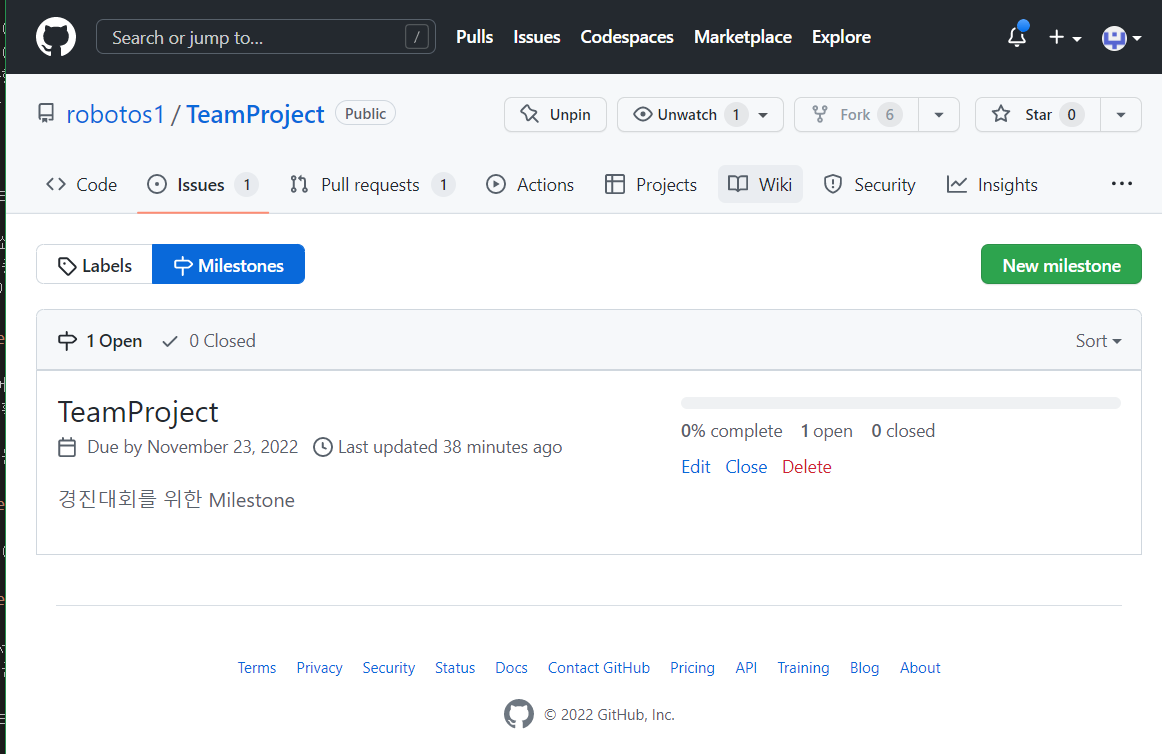 Search or jump to... / Pulls Issues Codespaces Marketplace Explore
robotos1 / TeamProject Public Unpin Unwatch 1 Fork 6 Star 0
Code Issues 1 Pull requests 1 Actions Projects Wiki Security Insights ...
Labels Milestones New milestone
1 Open 0 Closed Sort
TeamProject
Due by November 23, 2022 Last updated 38 minutes ago
경진대회를 위한 Milestone
0% complete 1 open 0 closed
Edit Close Delete
Terms Privacy Security Status Docs Contact GitHub Pricing API Training Blog About
© 2022 GitHub, Inc.